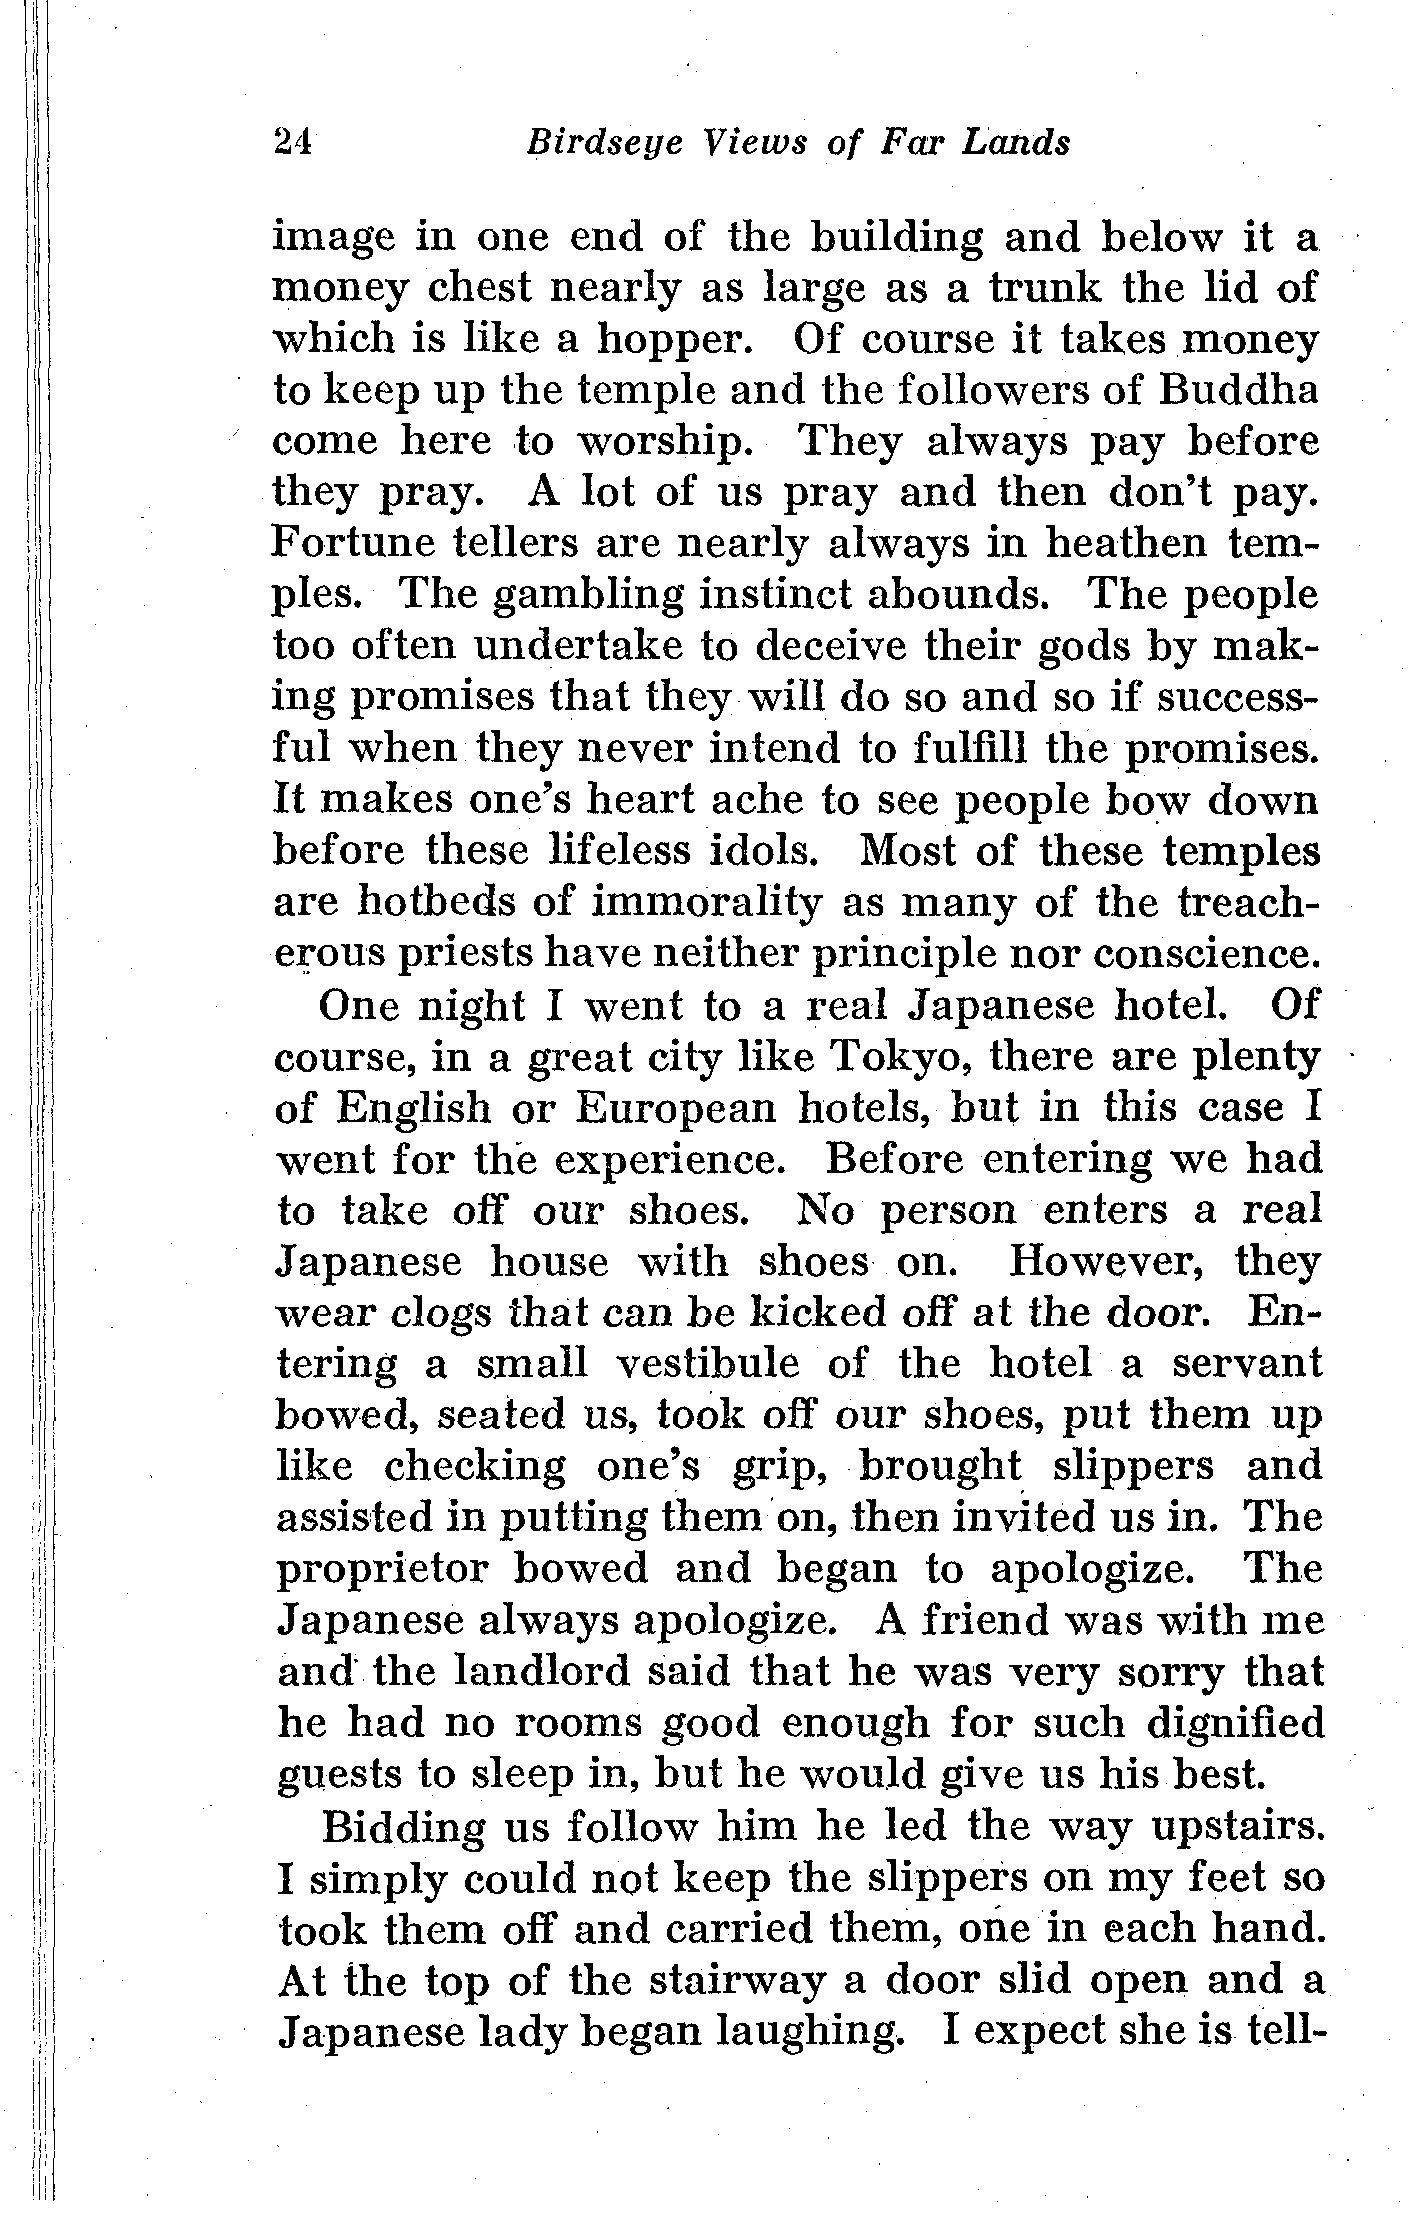 24 Birdseye Views of Far Lands
image in one end of the building and below it a
money chest nearly as large as a trunk the lid of
which is like a hopper. Of course it takes money
to keep up the temple and the followers of Buddha
come here to worship. They always pay before
they pray. A lot of us pray and then don't pay.
Fortune tellers are nearly always in heathen tem-
ples. The gambling instinct abounds. The people
too often undertake to deceive their gods by mak-
ing promises that they will do so and so if success-
ful when they never intend to fulfill the promises.
It makes one's heart ache to see people bow down
before these lifeless idols. Most of these temples
are hotbeds of immorality as many of the treach-
erous priests have neither principle nor conscience.
One night I went to a real Japanese hotel. Of
course, in a great city like Tokyo, there are plenty
of English or European hotels, but in this case I
went for the experience. Before entering we had
to take off our shoes. No person enters a real
Japanese house with shoes on. However, they
wear clogs that can be kicked off at the door. En-
tering a small vestibule of the hotel a servant
bowed, seated us, took off our shoes, put them up
like checking one's grip, brought slippers and
assisted in putting them on, then invited us in. The
proprietor bowed and began to apologize. The
Japanese always apologize. A friend was with me
and the landlord said that he was very sorry that
he had no rooms good enough for such dignified
guests to sleep in, but he would give us his best.
Bidding us follow him he led the way upstairs.
I simply could not keep the slippers on my feet so
took them off and carried them, one in each hand.
At the top of the stairway a door slid open and a
Japanese lady began laughing. I expect she is tell-